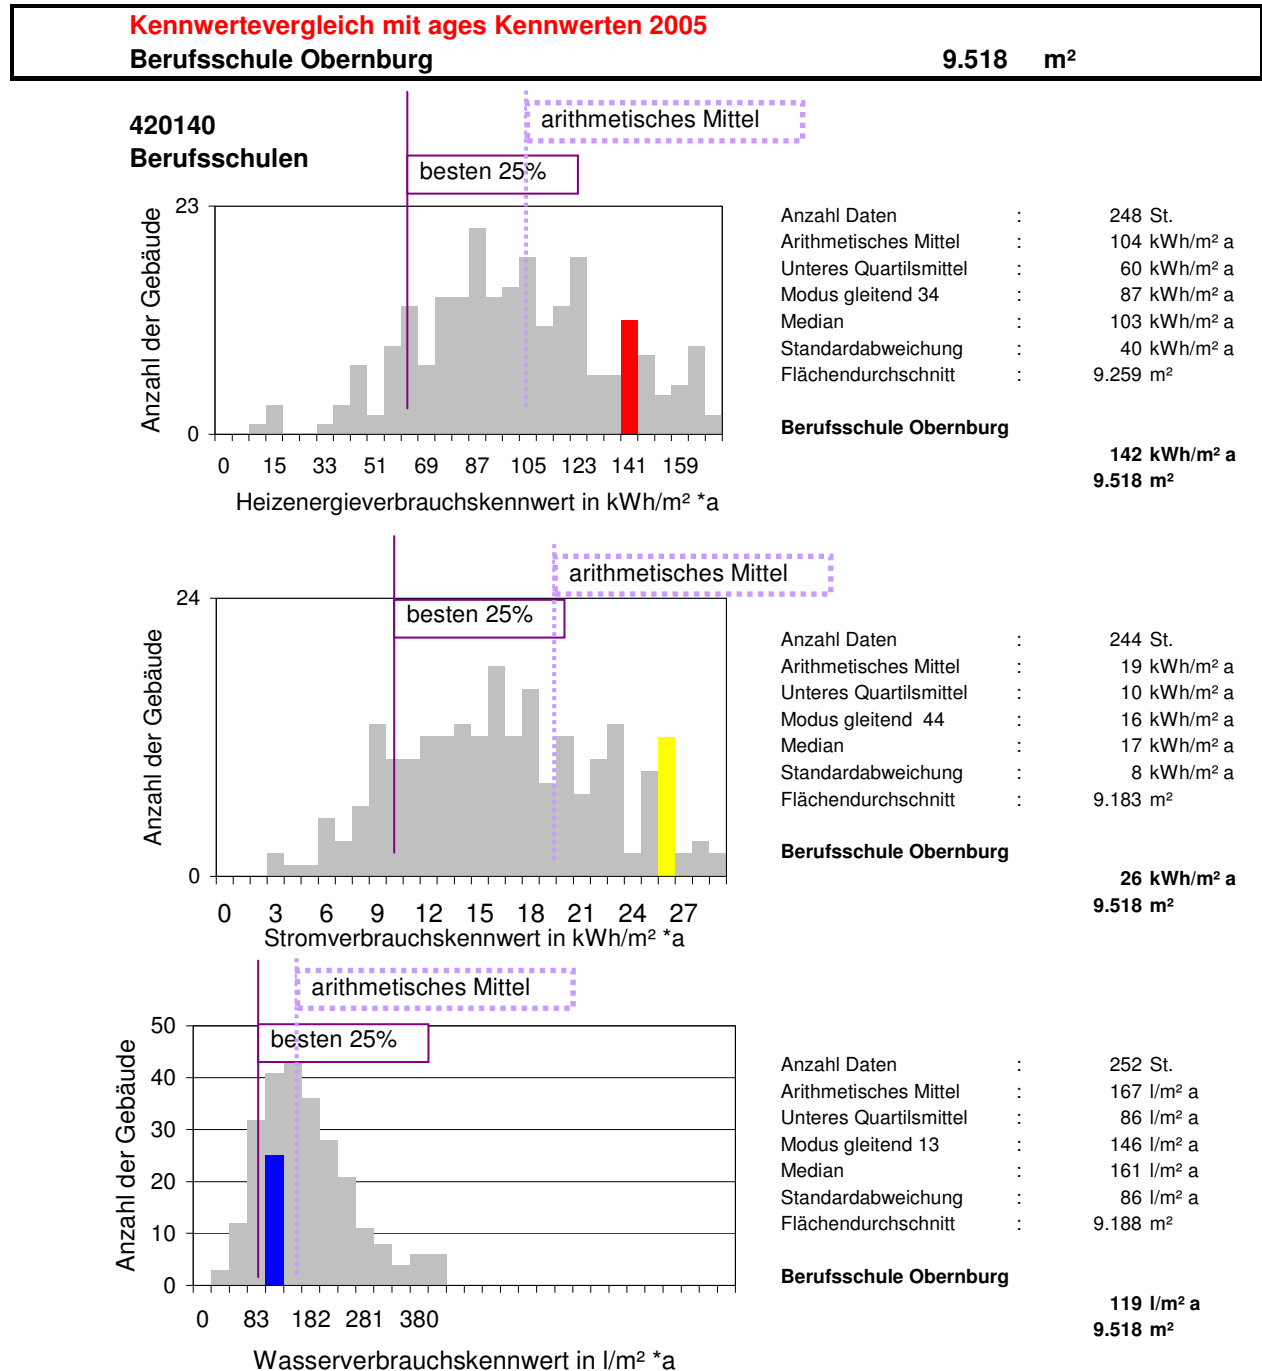 Kennwertevergleich mit ages Kennwerten 2005
Berufsschule Obernburg 9.518 m²
420140
Berufsschulen
arithmetisches Mittel
besten 25%
23
0
Anzahl der Gebäude
0 15 33 51 69 87 105 123 141 159
Heizenergieverbrauchskennwert in kWh/m² *a
Anzahl Daten : 248 St.
Arithmetisches Mittel : 104 kWh/m² a
Unteres Quartilsmittel : 60 kWh/m² a
Modus gleitend 34 : 87 kWh/m² a
Median : 103 kWh/m² a
Standardabweichung : 40 kWh/m² a
Flächendurchschnitt : 9.259 m²
Berufsschule Obernburg
142 kWh/m² a
9.518 m²
arithmetisches Mittel
besten 25%
24
0
Anzahl der Gebäude
0 3 6 9 12 15 18 21 24 27
Stromverbrauchskennwert in kWh/m² *a
Anzahl Daten : 244 St.
Arithmetisches Mittel : 19 kWh/m² a
Unteres Quartilsmittel : 10 kWh/m² a
Modus gleitend 44 : 16 kWh/m² a
Median : 17 kWh/m² a
Standardabweichung : 8 kWh/m² a
Flächendurchschnitt : 9.183 m²
Berufsschule Obernburg
26 kWh/m² a
9.518 m²
arithmetisches Mittel
besten 25%
50
40
30
20
10
0
Anzahl der Gebäude
0 83 182 281 380
Wasserverbrauchskennwert in l/m² *a
Anzahl Daten : 252 St.
Arithmetisches Mittel : 167 l/m² a
Unteres Quartilsmittel : 86 l/m² a
Modus gleitend 13 : 146 l/m² a
Median : 161 l/m² a
Standardabweichung : 86 l/m² a
Flächendurchschnitt : 9.188 m²
Berufsschule Obernburg
119 l/m² a
9.518 m²